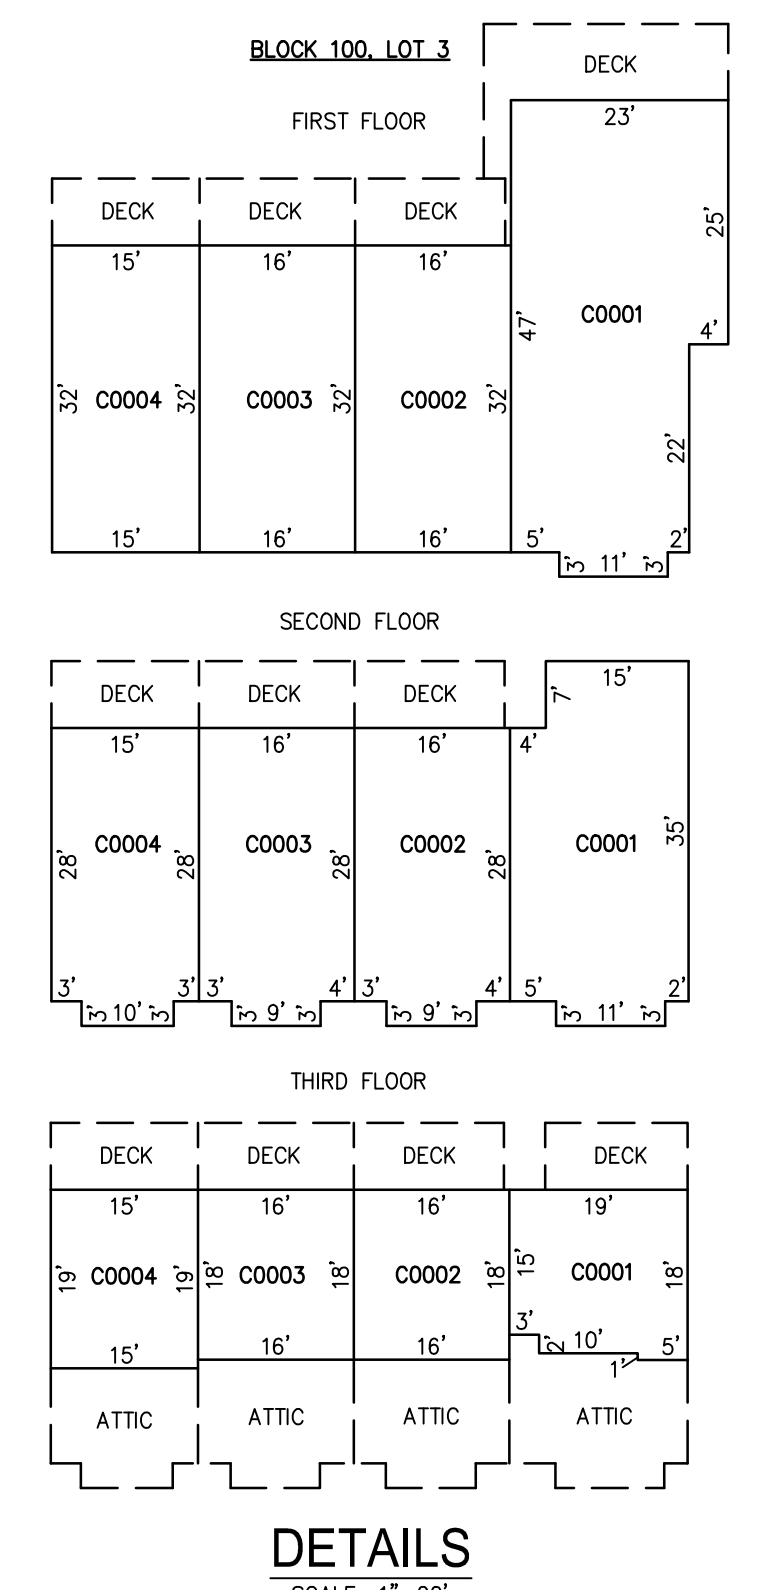 BLOCK 100, LOT 3
DECK
FIRST FLOOR
23'
DECK
DECK
DECK
25'
15'
16'
16'
47'
C0001
4'
32'
C0004
32'
C0003
32'
C0002
32'
22'
15'
16'
16'
5'
2'
3'
11'
3'
SECOND FLOOR
DECK
DECK
DECK
15'
7'
15'
16'
16'
4'
28'
C0004
28'
C0003
28'
C0002
28'
C0001
35'
3'
3'
3'
4'
3'
4'
5'
2'
3'
10'
3'
3'
9'
3'
3'
9'
3'
3'
11'
3'
THIRD FLOOR
DECK
DECK
DECK
DECK
15'
16'
16'
19'
19'
C0004
19'
18'
C0003
18'
C0002
18'
15'
C0001
18'
3'
15'
16'
16'
2'
10'
5'
1'
ATTIC
ATTIC
ATTIC
ATTIC
DETAILS